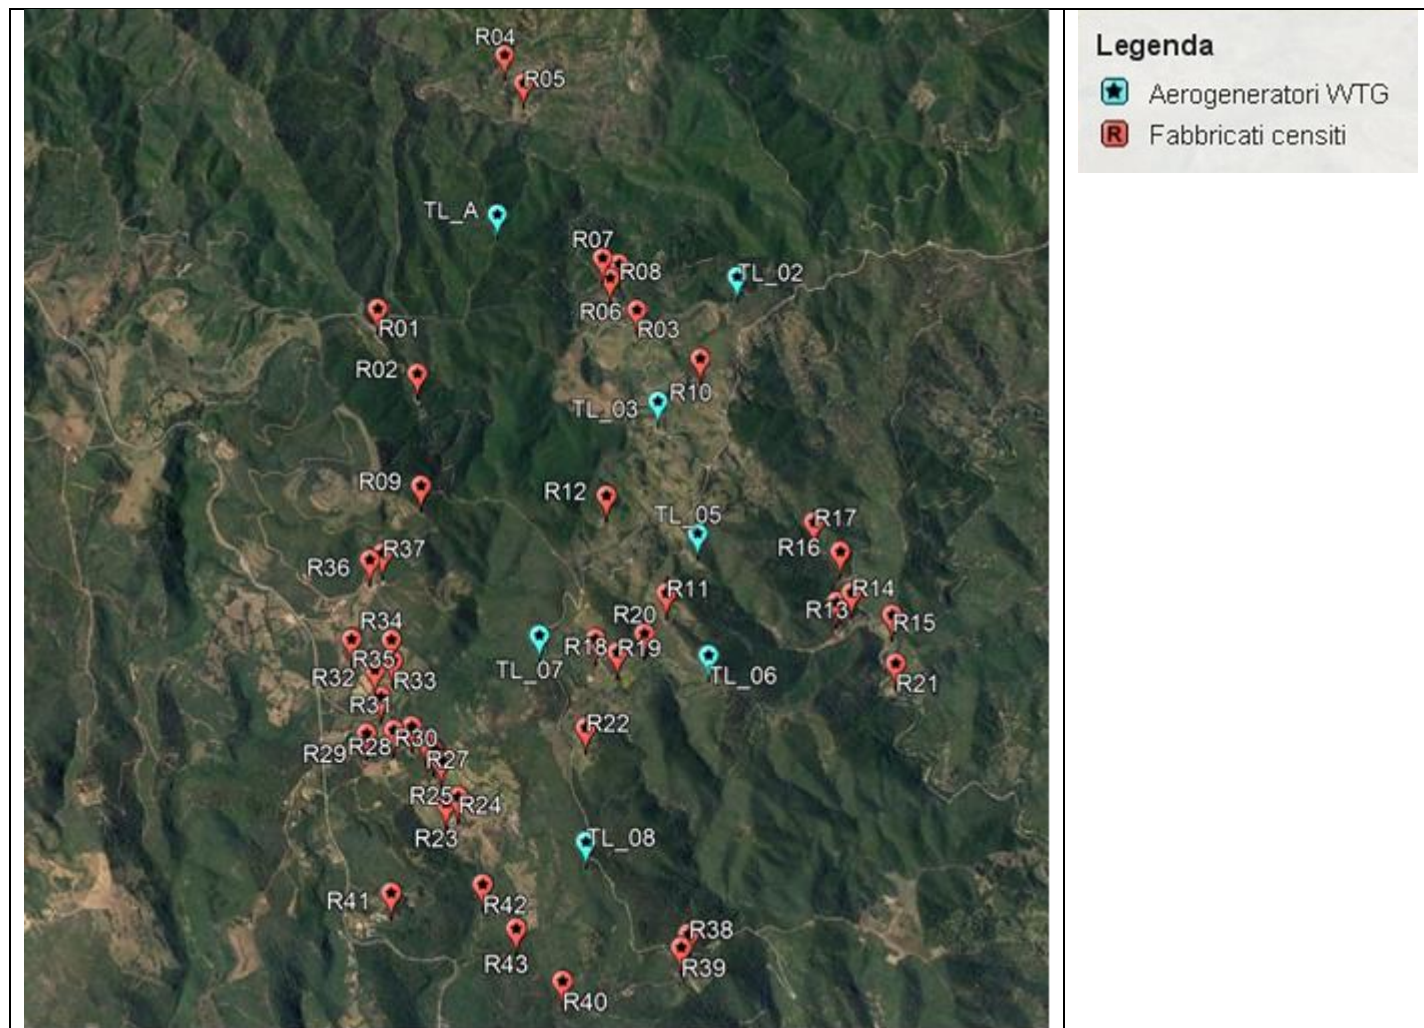 R04
R05
TL_A
R07
R08
TL_02
R06
R03
R01
R02
R10
TL_03
R09
R12
TL_05
R17
R16
R37
R36
R11
R14
R13
R15
R20
R34
R18
R19
R35
R32
R33
TL_07
TL_06
R21
R31
R22
R30
R28
R29
R27
R25
R24
R23
TL_08
R41
R42
R38
R43
R39
R40
Legenda
Aerogeneratori WTG
R Fabbricati censiti